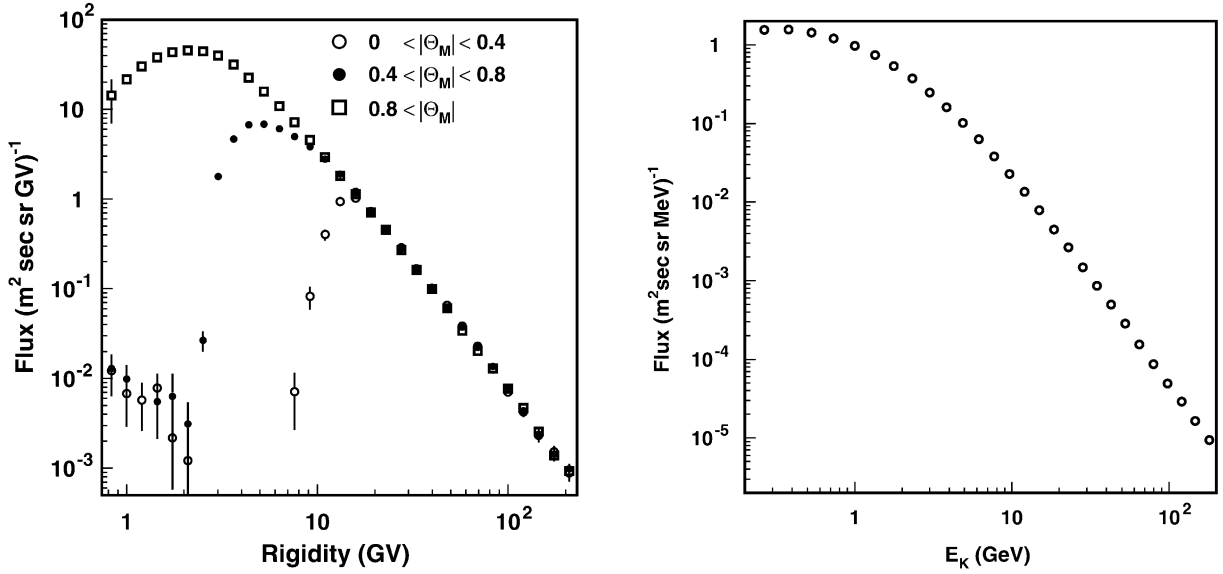 10²
10
1
10⁻¹
10⁻²
10⁻³
Flux (m² sec sr GV)⁻¹
0 < |Θ_M| < 0.4
0.4 < |Θ_M| < 0.8
0.8 < |Θ_M|
1 10 10²
Rigidity (GV)
1
10⁻¹
10⁻²
10⁻³
10⁻⁴
10⁻⁵
Flux (m² sec sr MeV)⁻¹
1 10 10²
E_K (GeV)